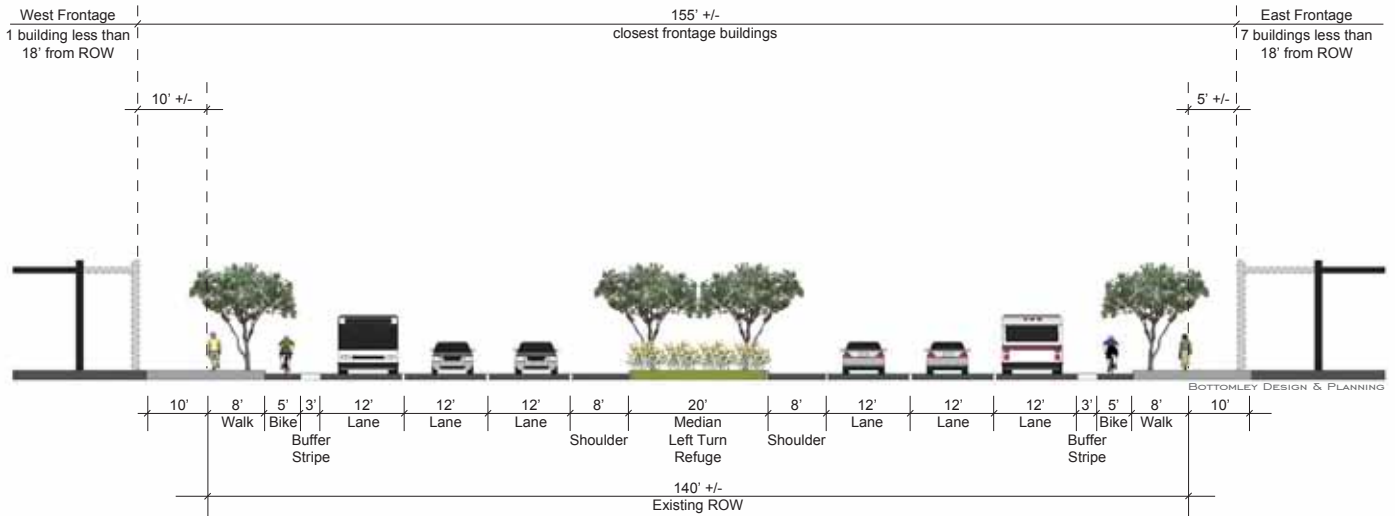 West Frontage
1 building less than
18' from ROW
155' +/-
closest frontage buildings
East Frontage
7 buildings less than
18' from ROW
10' +/-
5' +/-
BOTTOMLEY DESIGN & PLANNING
10'
8'
Walk
5'
Bike
3'
Buffer
Stripe
12'
Lane
12'
Lane
12'
Lane
8'
Shoulder
20'
Median
Left Turn
Refuge
8'
Shoulder
12'
Lane
12'
Lane
12'
Lane
3'
Buffer
Stripe
5'
Bike
8'
Walk
10'
140' +/-
Existing ROW